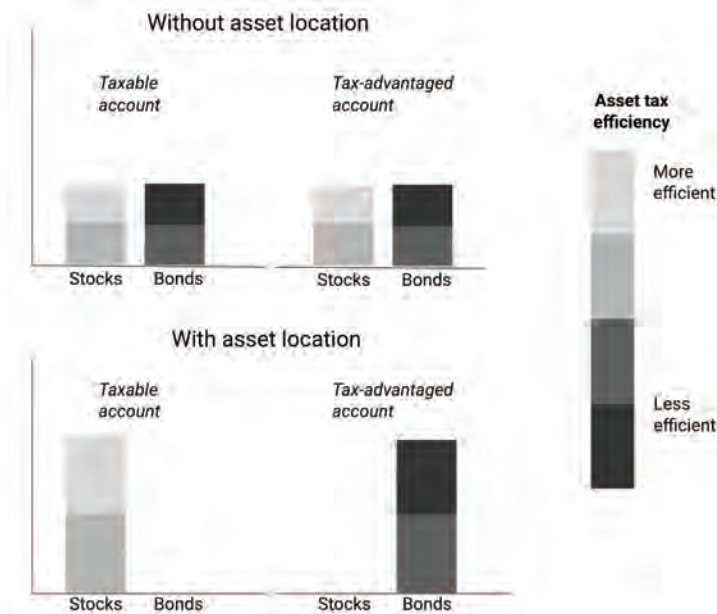 Without asset location
Taxable
account
Tax-advantaged
account
Stocks
Bonds
Stocks
Bonds
With asset location
Taxable
account
Tax-advantaged
account
Stocks
Bonds
Stocks
Bonds
Asset tax
efficiency
More
efficient
Less
efficient